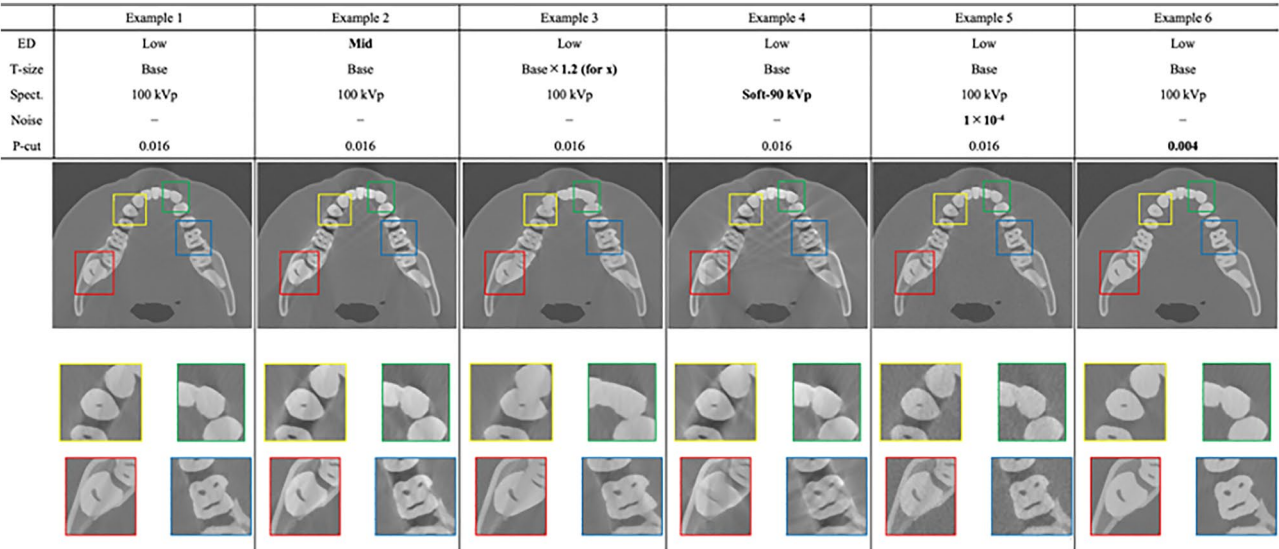 Example 1 Example 2 Example 3 Example 4 Example 5 Example 6
ED Low Mid Low Low Low Low
T-size Base Base Base×1.2 (for x) Base Base Base
Spect. 100 kVp 100 kVp 100 kVp Soft-90 kVp 100 kVp 100 kVp
Noise – – – – 1×10⁻⁴ –
P-cut 0.016 0.016 0.016 0.016 0.016 0.004